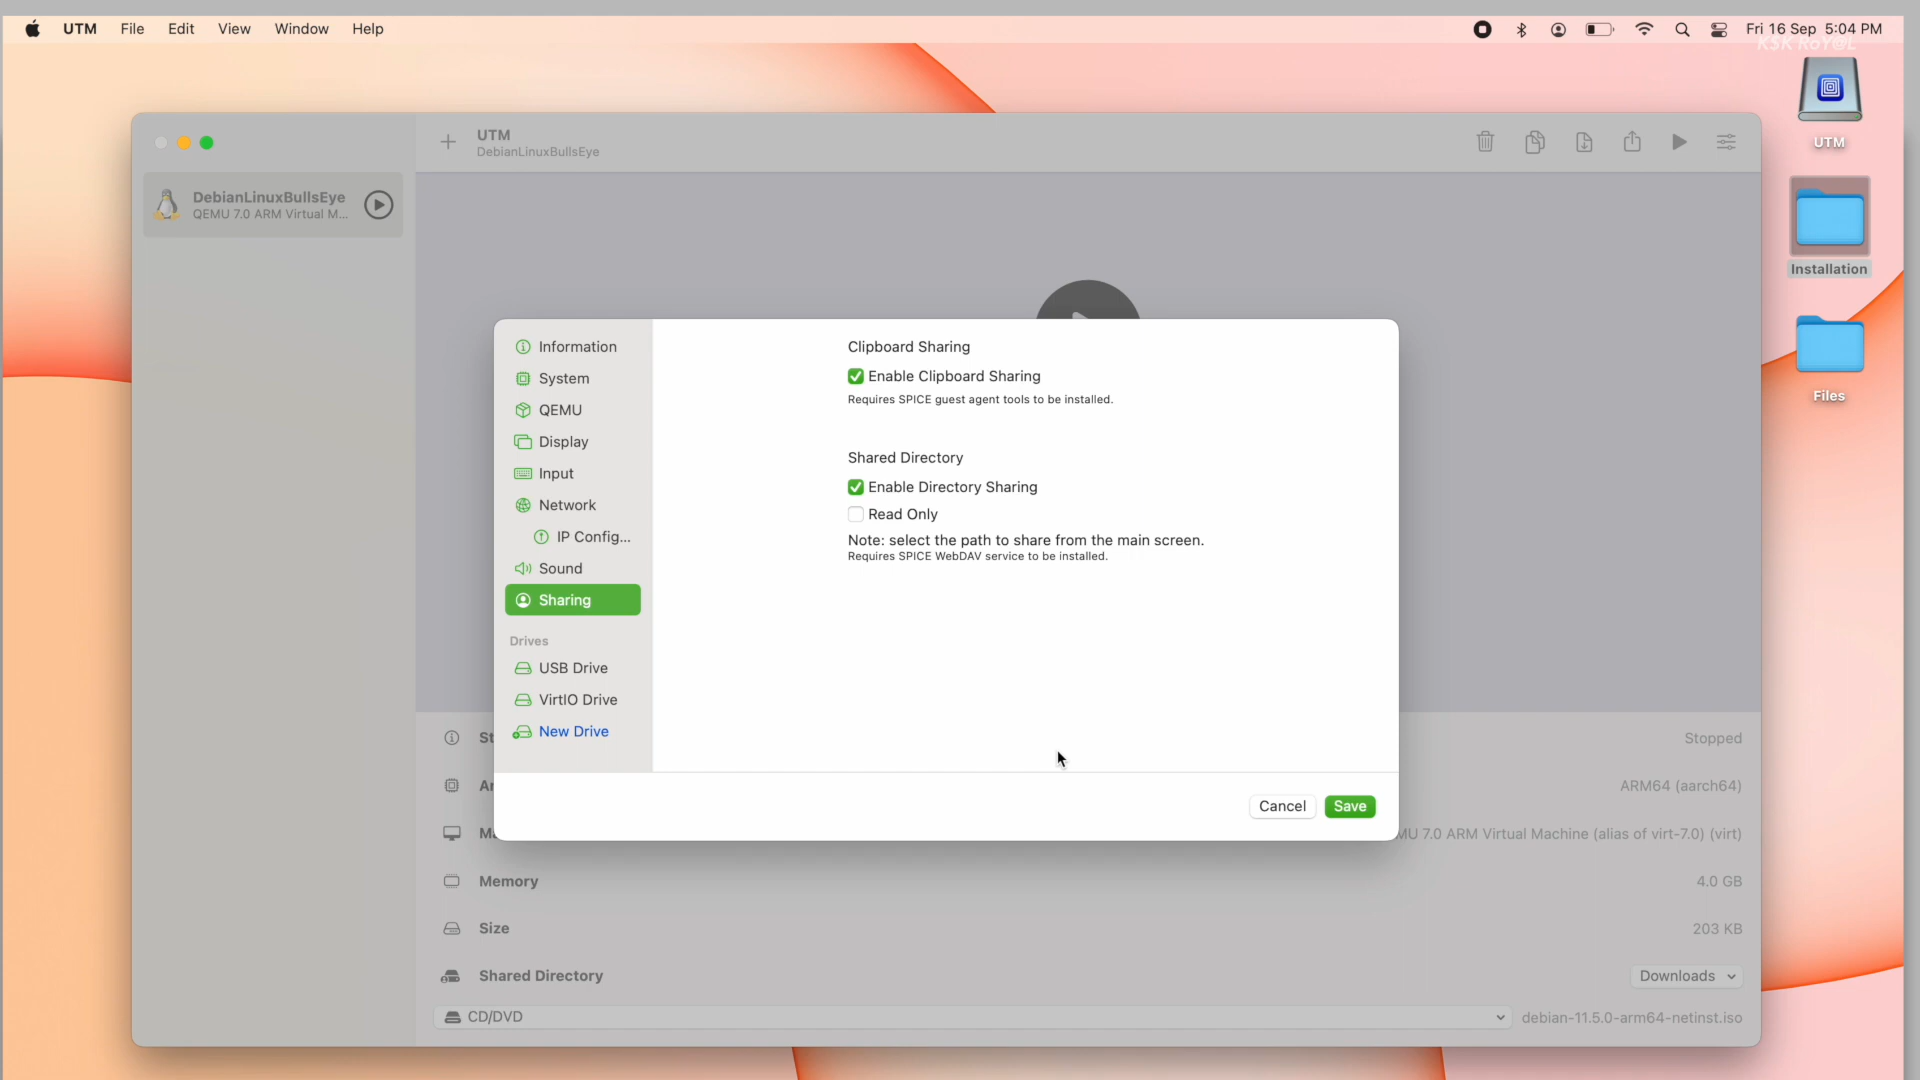 UTM File Edit View Window Help
Fri 16 Sep 5:04 PM
KSK RoY@L
UTM
Installation
Files
UTM
DebianLinuxBullsEye
DebianLinuxBullsEye
QEMU 7.0 ARM Virtual M...
Information
System
QEMU
Display
Input
Network
IP Config...
Sound
Sharing
Drives
USB Drive
VirtIO Drive
New Drive
Clipboard Sharing
Enable Clipboard Sharing
Requires SPICE guest agent tools to be installed.
Shared Directory
Enable Directory Sharing
Read Only
Note: select the path to share from the main screen.
Requires SPICE WebDAV service to be installed.
Cancel Save
St Stopped
Ar ARM64 (aarch64)
Ma MU 7.0 ARM Virtual Machine (alias of virt-7.0) (virt)
Memory 4.0 GB
Size 203 KB
Shared Directory Downloads
CD/DVD debian-11.5.0-arm64-netinst.iso